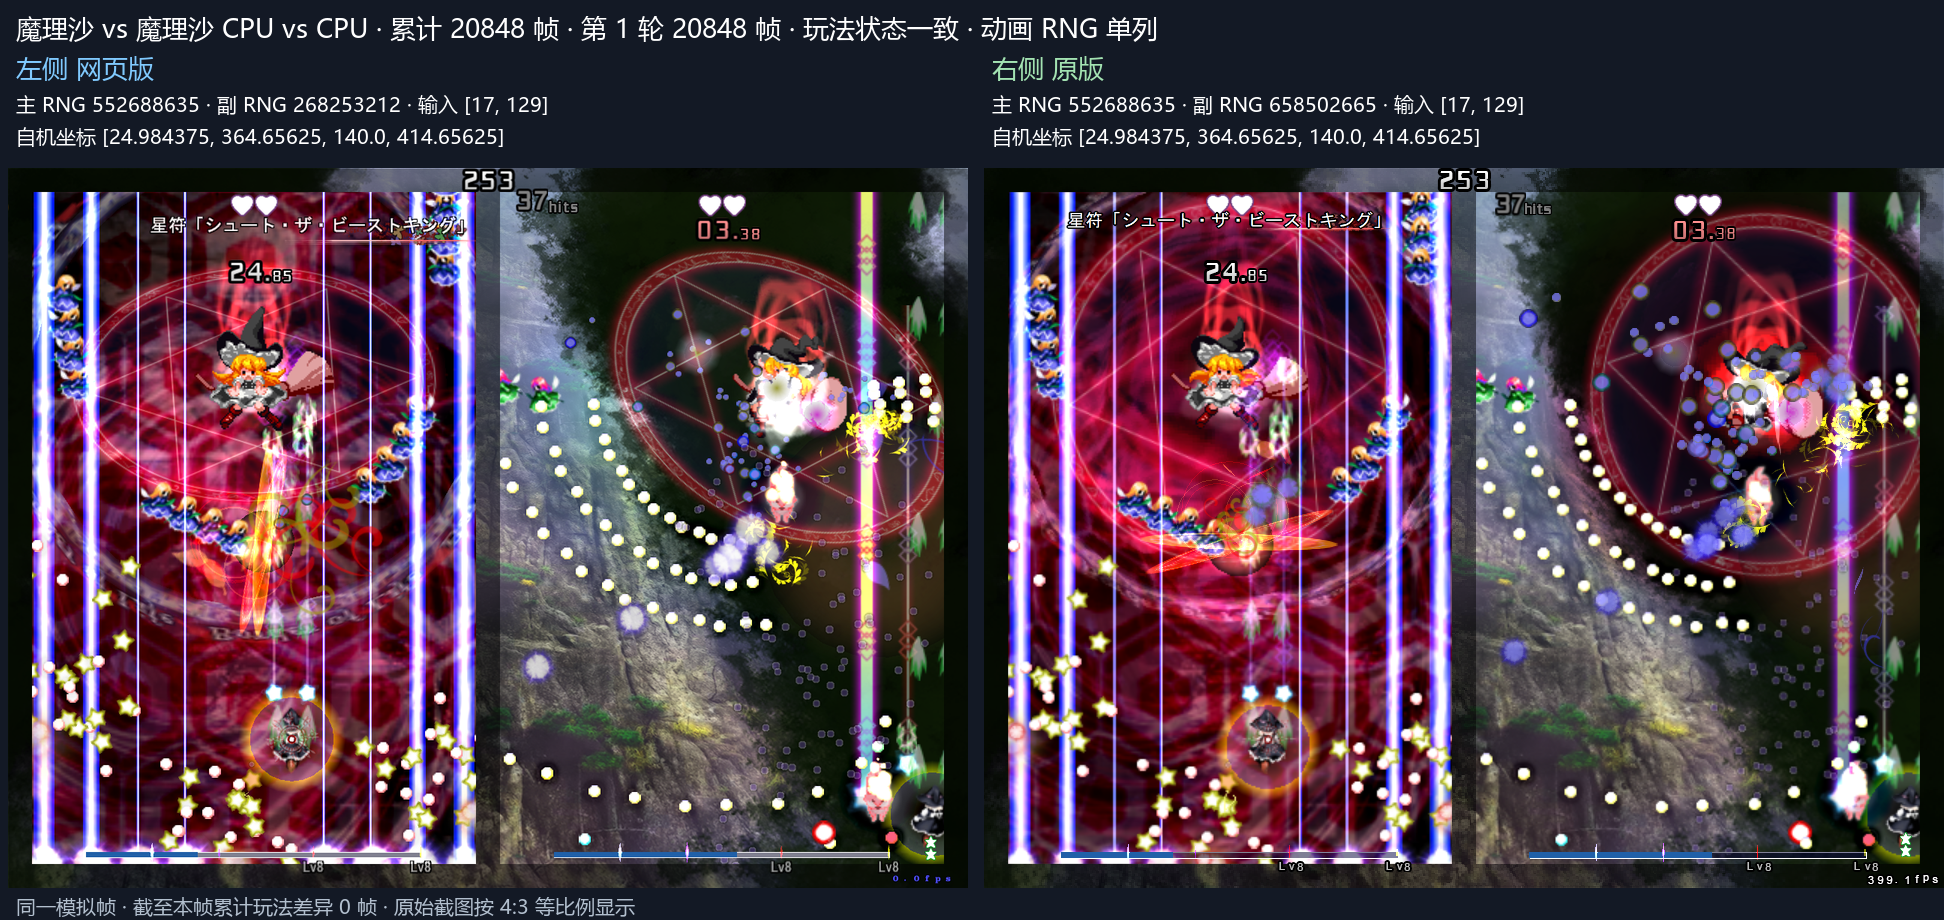 魔理沙 vs 魔理沙 CPU vs CPU · 累计 20848 帧 · 第 1 轮 20848 帧 · 玩法状态一致 · 动画 RNG 单列
左侧 网页版
主 RNG 552688635 · 副 RNG 268253212 · 输入 [17, 129]
自机坐标 [24.984375, 364.65625, 140.0, 414.65625]
右侧 原版
主 RNG 552688635 · 副 RNG 658502665 · 输入 [17, 129]
自机坐标 [24.984375, 364.65625, 140.0, 414.65625]
253
37hits
星符「シュート・ザ・ビーストキング」
03.38
24.85
Lv8
Lv8
Lv8
Lv8
0.0fps
253
37hits
星符「シュート・ザ・ビーストキング」
03.38
24.85
Lv8
Lv8
Lv8
Lv8
399.1fps
同一模拟帧 · 截至本帧累计玩法差异 0 帧 · 原始截图按 4:3 等比例显示